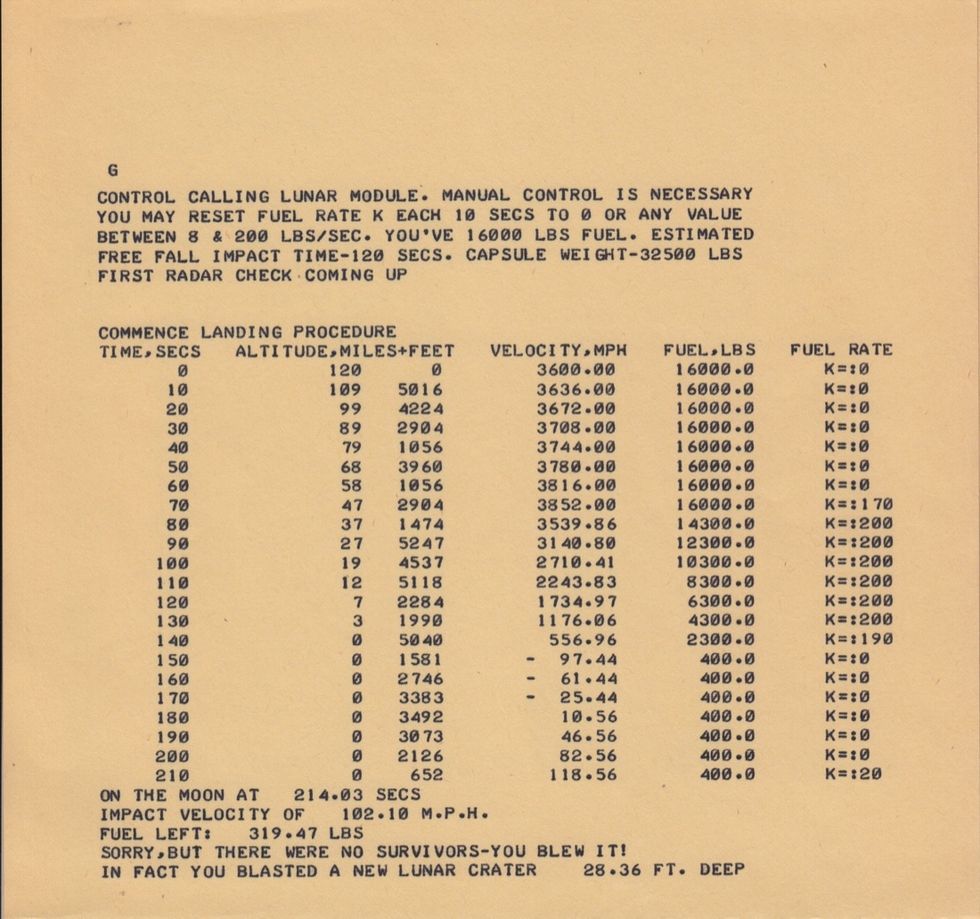 G
CONTROL CALLING LUNAR MODULE. MANUAL CONTROL IS NECESSARY
YOU MAY RESET FUEL RATE K EACH 10 SECS TO 0 OR ANY VALUE
BETWEEN 8 & 200 LBS/SEC. YOU'VE 16000 LBS FUEL. ESTIMATED
FREE FALL IMPACT TIME-120 SECS. CAPSULE WEIGHT-32500 LBS
FIRST RADAR CHECK COMING UP
COMMENCE LANDING PROCEDURE
TIME,SECS ALTITUDE,MILES+FEET VELOCITY,MPH FUEL,LBS FUEL RATE
0 120 0 3600.00 16000.0 K=:0
10 109 5016 3636.00 16000.0 K=:0
20 99 4224 3672.00 16000.0 K=:0
30 89 2904 3708.00 16000.0 K=:0
40 79 1056 3744.00 16000.0 K=:0
50 68 3960 3780.00 16000.0 K=:0
60 58 1056 3816.00 16000.0 K=:0
70 47 2904 3852.00 16000.0 K=:170
80 37 1474 3539.86 14300.0 K=:200
90 27 5247 3140.80 12300.0 K=:200
100 19 4537 2710.41 10300.0 K=:200
110 12 5118 2243.83 8300.0 K=:200
120 7 2284 1734.97 6300.0 K=:200
130 3 1990 1176.06 4300.0 K=:200
140 0 5040 556.96 2300.0 K=:190
150 0 1581 - 97.44 400.0 K=:0
160 0 2746 - 61.44 400.0 K=:0
170 0 3383 - 25.44 400.0 K=:0
180 0 3492 10.56 400.0 K=:0
190 0 3073 46.56 400.0 K=:0
200 0 2126 82.56 400.0 K=:0
210 0 652 118.56 400.0 K=:20
ON THE MOON AT 214.03 SECS
IMPACT VELOCITY OF 102.10 M.P.H.
FUEL LEFT: 319.47 LBS
SORRY,BUT THERE WERE NO SURVIVORS-YOU BLEW IT!
IN FACT YOU BLASTED A NEW LUNAR CRATER 28.36 FT. DEEP